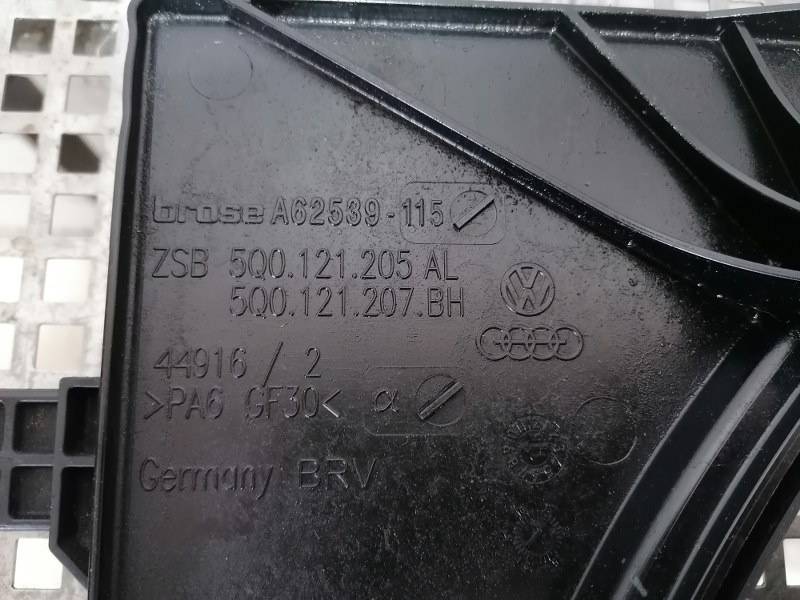 brose A62539-115
ZSB 5Q0.121.205 AL
5Q0.121.207.BH
44916 / 2
>PA6 GF30< α
Germany BRV